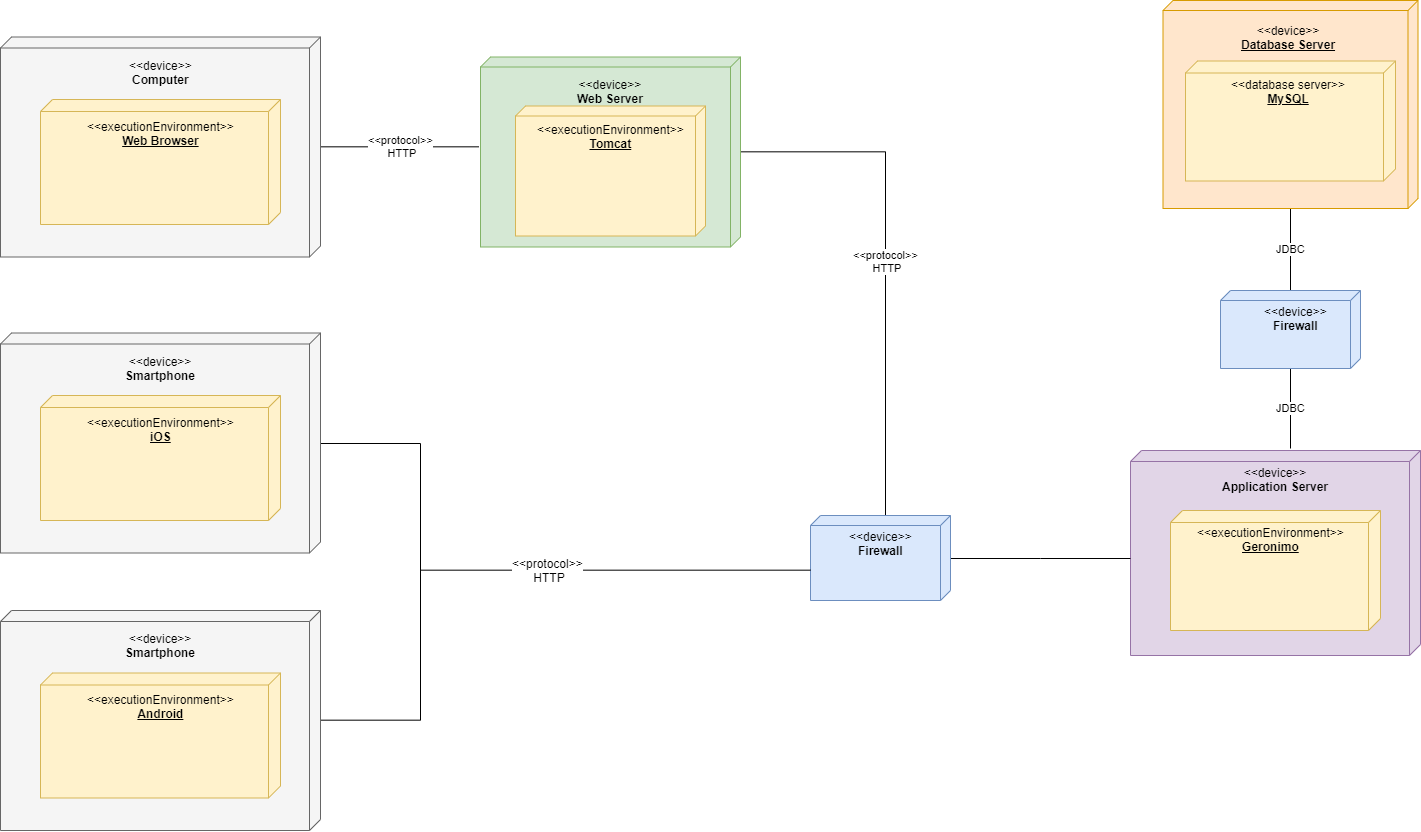 <<device>>
Computer
<<executionEnvironment>>
Web Browser
<<protocol>>
HTTP
<<device>>
Web Server
<<executionEnvironment>>
Tomcat
<<protocol>>
HTTP
<<device>>
Database Server
<<database server>>
MySQL
JDBC
<<device>>
Firewall
JDBC
<<device>>
Smartphone
<<executionEnvironment>>
iOS
<<device>>
Smartphone
<<executionEnvironment>>
Android
<<protocol>>
HTTP
<<device>>
Firewall
<<device>>
Application Server
<<executionEnvironment>>
Geronimo